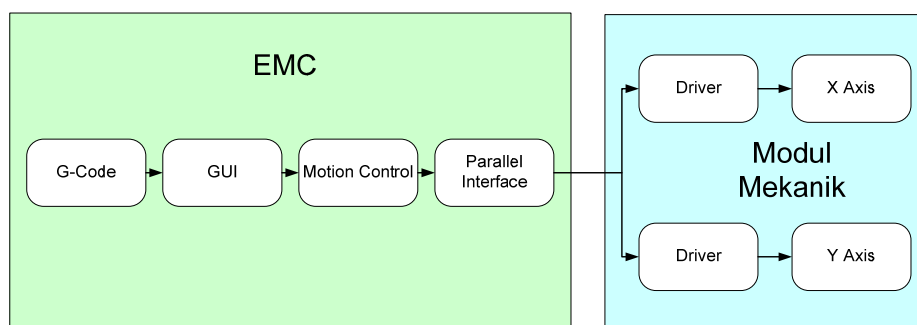 EMC
G-Code
GUI
Motion Control
Parallel
Interface
Driver
X Axis
Modul
Mekanik
Driver
Y Axis